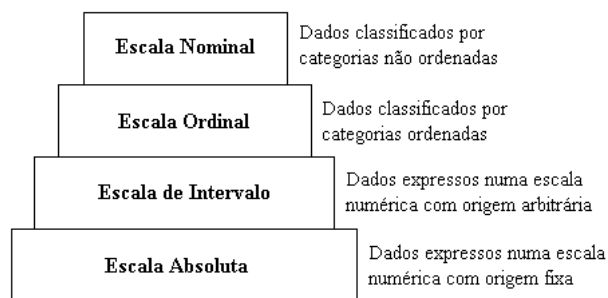 Escala Nominal
Dados classificados por
categorias não ordenadas
Escala Ordinal
Dados classificados por
categorias ordenadas
Escala de Intervalo
Dados expressos numa escala
numérica com origem arbitrária
Escala Absoluta
Dados expressos numa escala
numérica com origem fixa